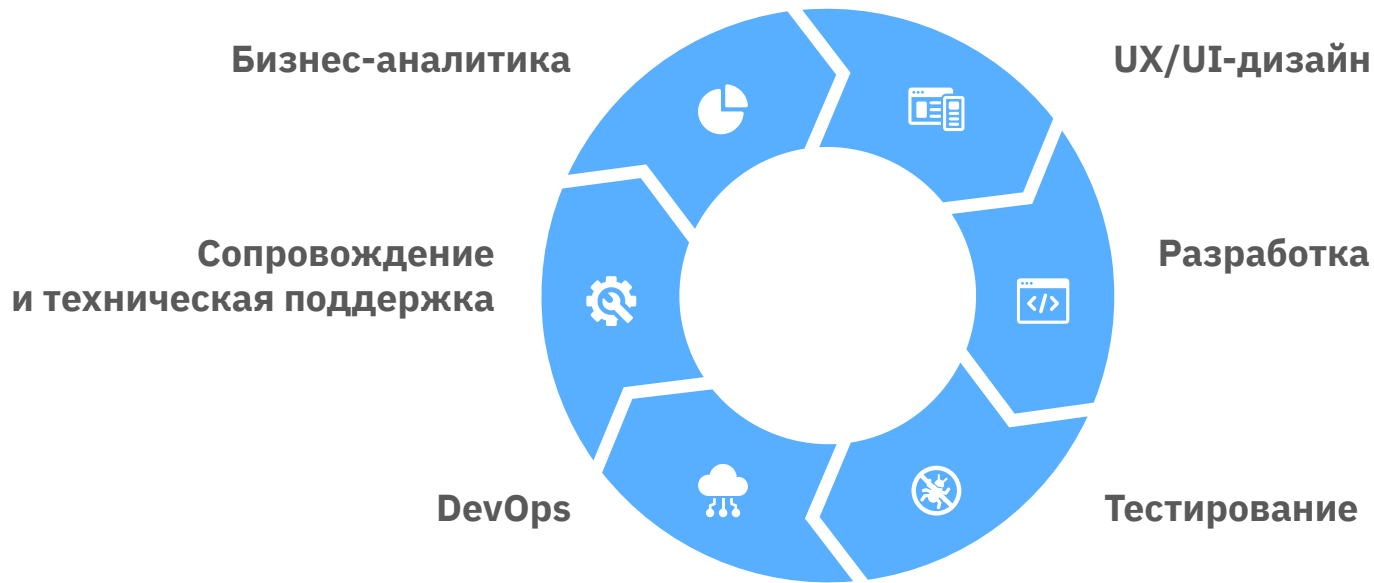 Бизнес-аналитика
UX/UI-дизайн
Сопровождение
и техническая поддержка
Разработка
</>
DevOps
Тестирование